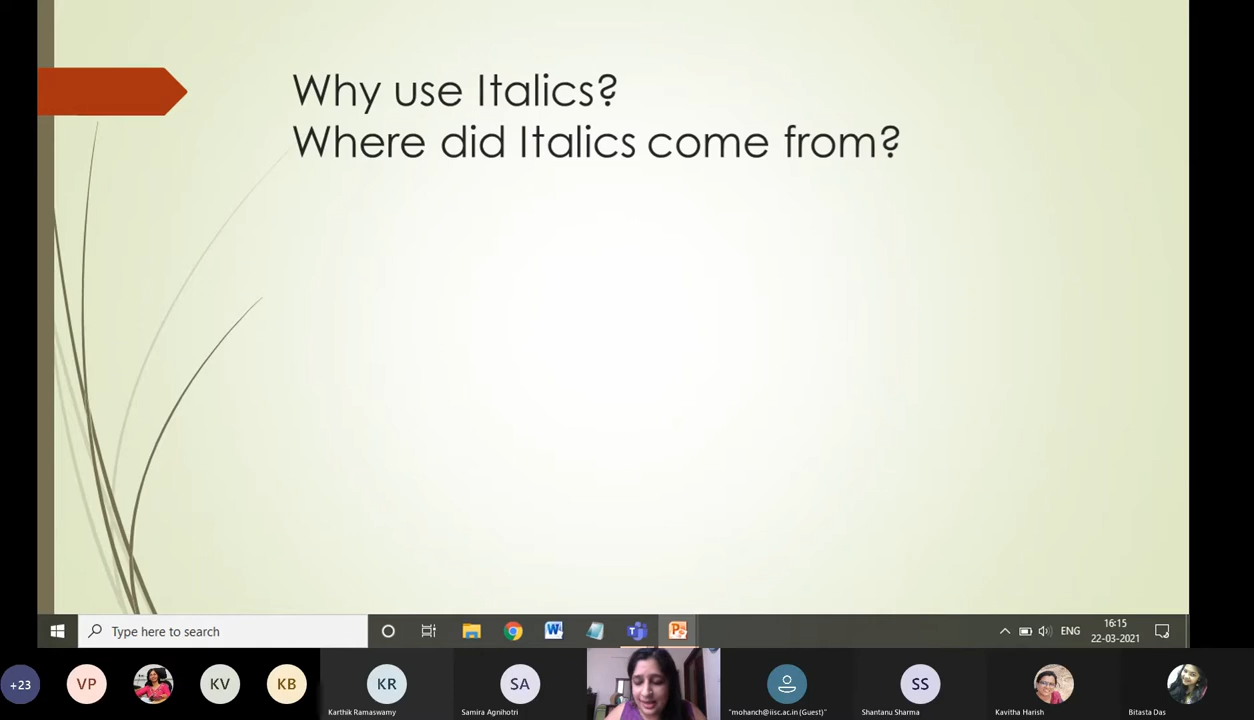 Why use Italics?
Where did Italics come from?
Type here to search
ENG
16:15
22-03-2021
+23
VP
KV
KB
KR
SA
SS
Karthik Ramaswamy
Samira Agnihotri
"mohanch@iisc.ac.in (Guest)"
Shantanu Sharma
Kavitha Harish
Bitasta Das